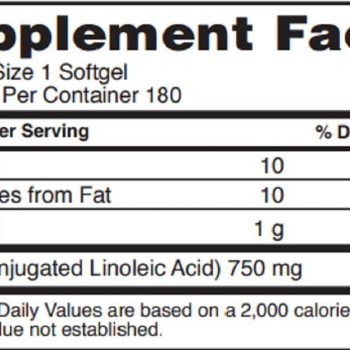 pplement Fac
Size 1 Softgel
Per Container 180
er Serving % D
10
es from Fat 10
1 g
njugated Linoleic Acid) 750 mg
Daily Values are based on a 2,000 calorie
lue not established.